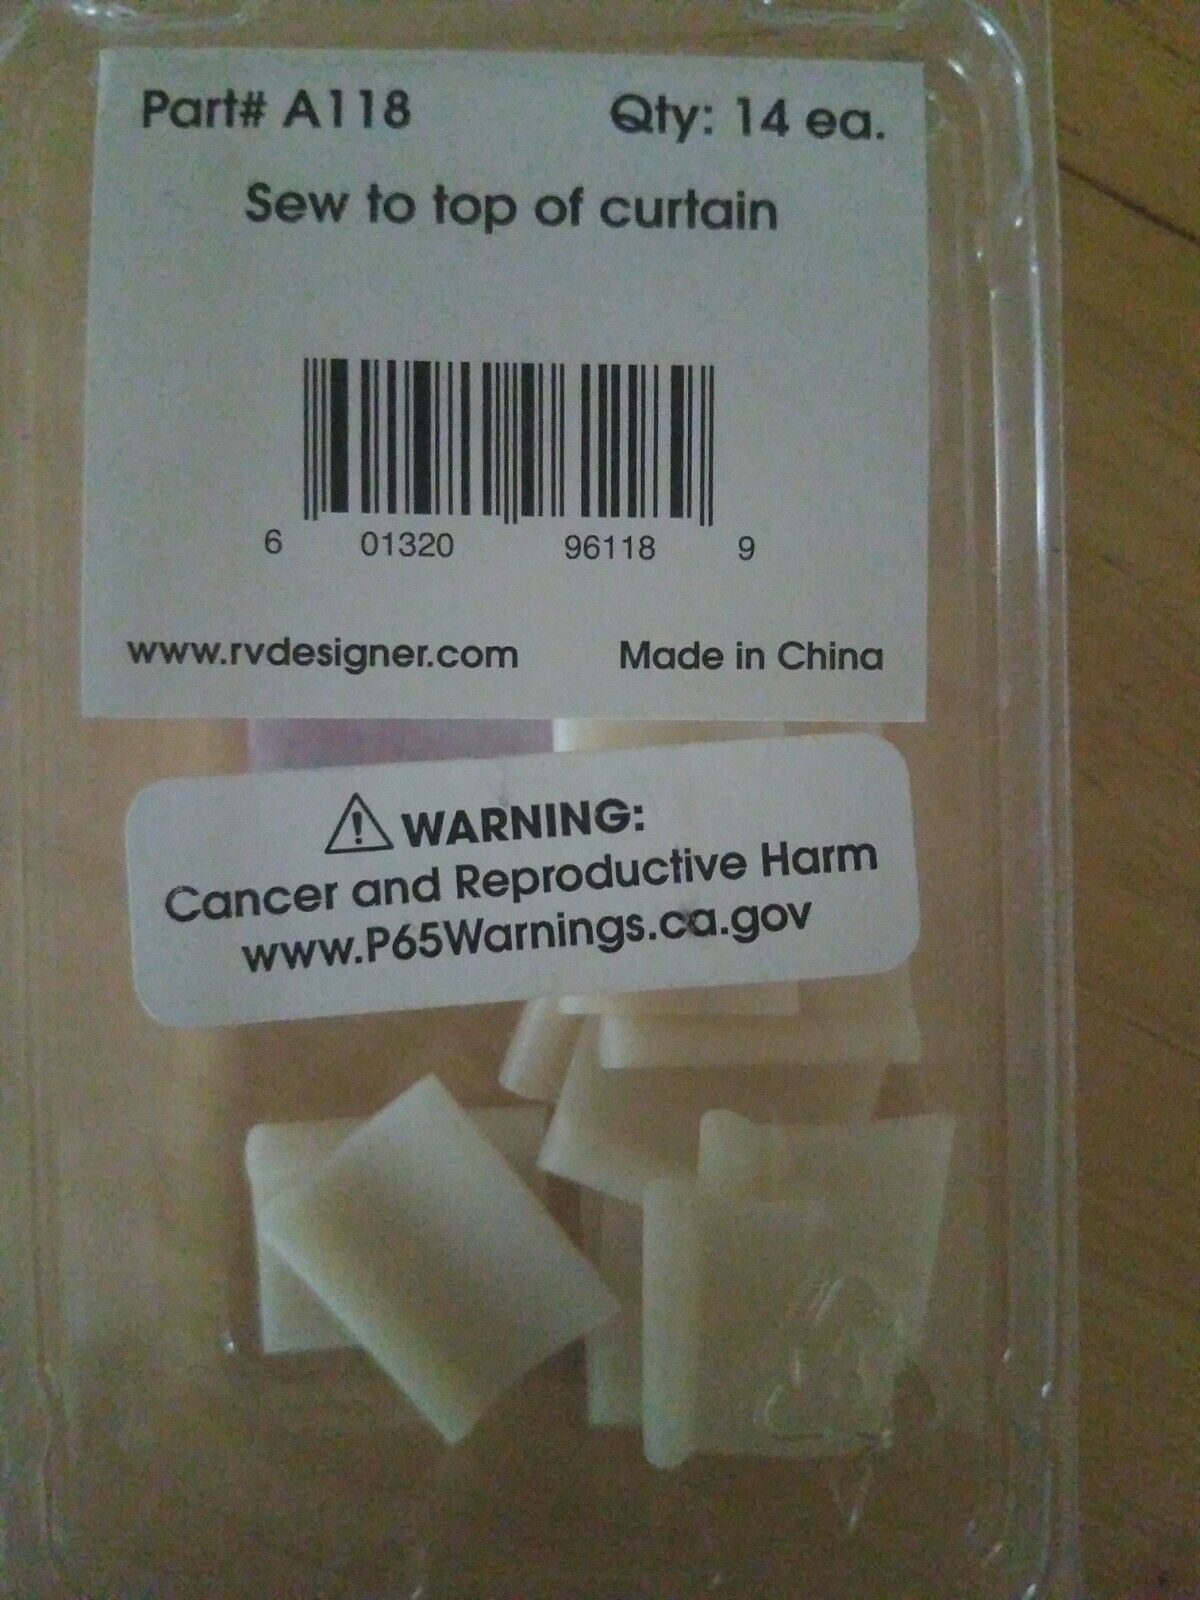 Part# A118 Qty: 14 ea.
Sew to top of curtain
6 01320 96118 9
www.rvdesigner.com Made in China
⚠ WARNING:
Cancer and Reproductive Harm
www.P65Warnings.ca.gov